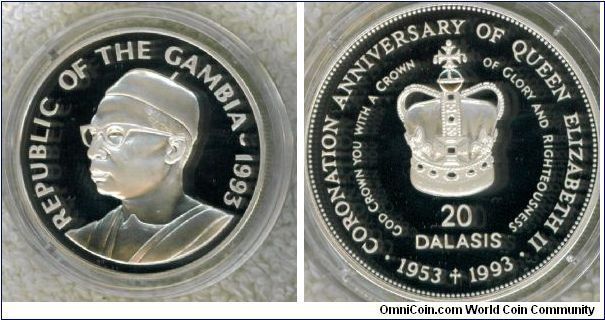 REPUBLIC OF THE GAMBIA · 1993
CORONATION ANNIVERSARY OF QUEEN ELIZABETH II
GOD CROWN YOU WITH A CROWN OF GLORY AND RIGHTEOUSNESS
20
DALASIS
· 1953 † 1993 ·
OmniCoin.com World Coin Community